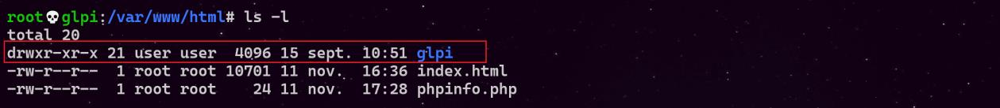 root💀glpi:/var/www/html# ls -l
total 20
drwxr-xr-x 21 user user  4096 15 sept. 10:51 glpi
-rw-r--r--  1 root root 10701 11 nov.  16:36 index.html
-rw-r--r--  1 root root    24 11 nov.  17:28 phpinfo.php